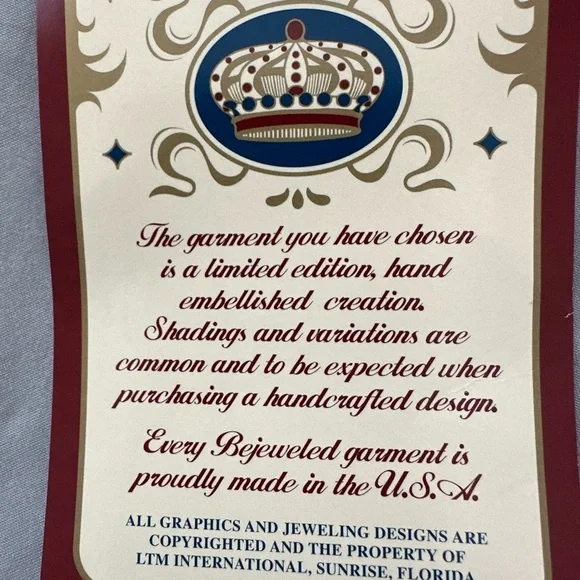 The garment you have chosen
is a limited edition, hand
embellished creation.
Shadings and variations are
common and to be expected when
purchasing a handcrafted design.
Every Bejeweled garment is
proudly made in the U.S.A.
ALL GRAPHICS AND JEWELING DESIGNS ARE
COPYRIGHTED AND THE PROPERTY OF
LTM INTERNATIONAL, SUNRISE, FLORIDA